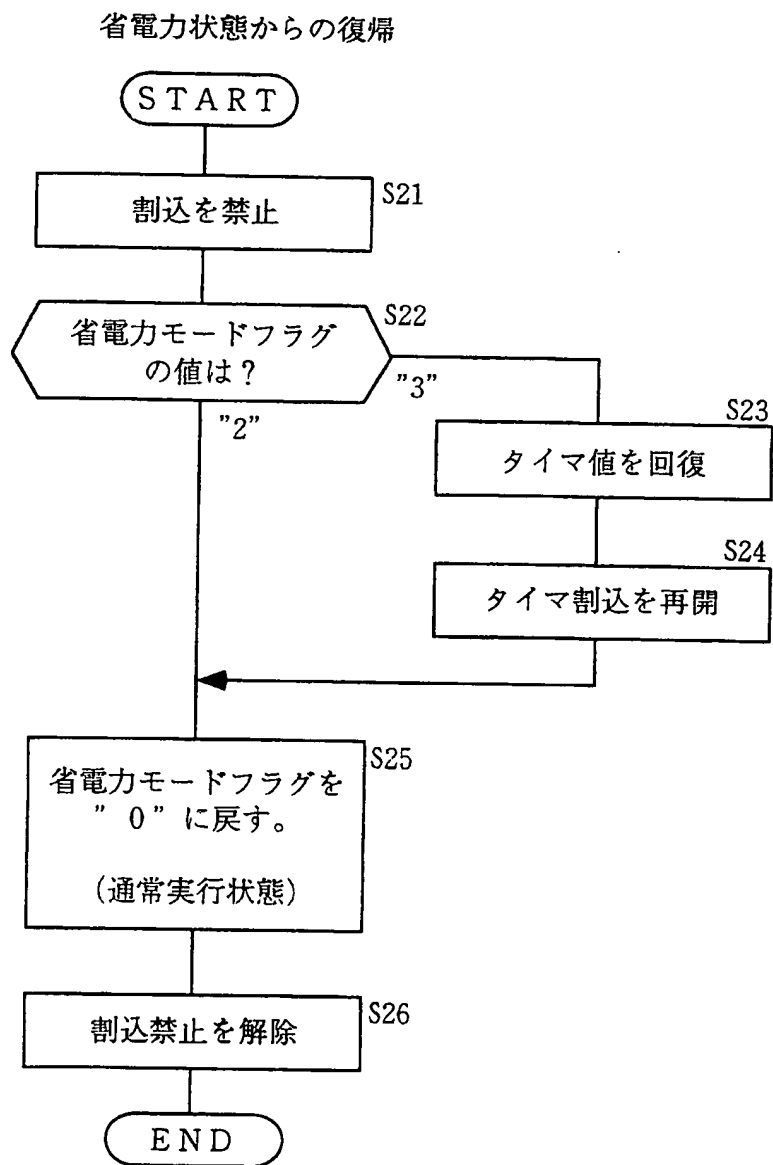 省電力状態からの復帰
START
割込を禁止
S21
省電力モードフラグ
の値は？
S22
"3"
"2"
S23
タイマ値を回復
S24
タイマ割込を再開
省電力モードフラグを
"0"に戻す。
(通常実行状態)
S25
割込禁止を解除
S26
END